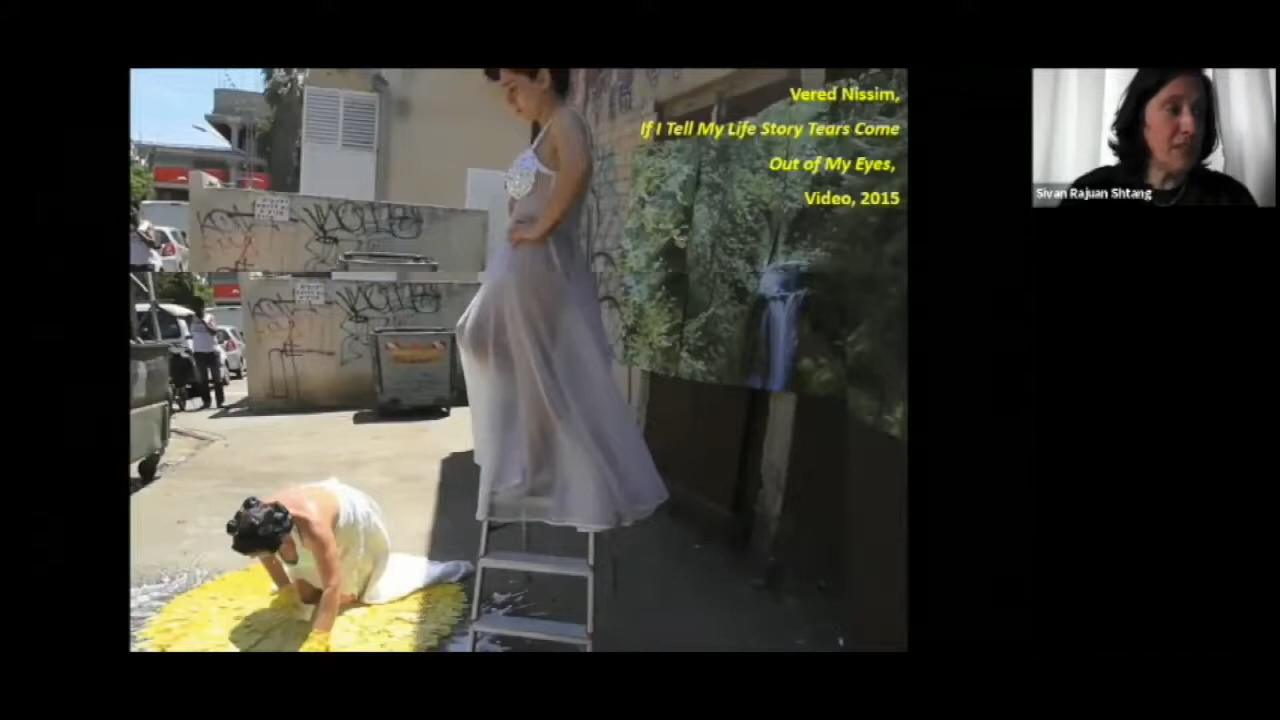 Vered Nissim,
If I Tell My Life Story Tears Come
Out of My Eyes,
Video, 2015
Sivan Rajuan Shtang